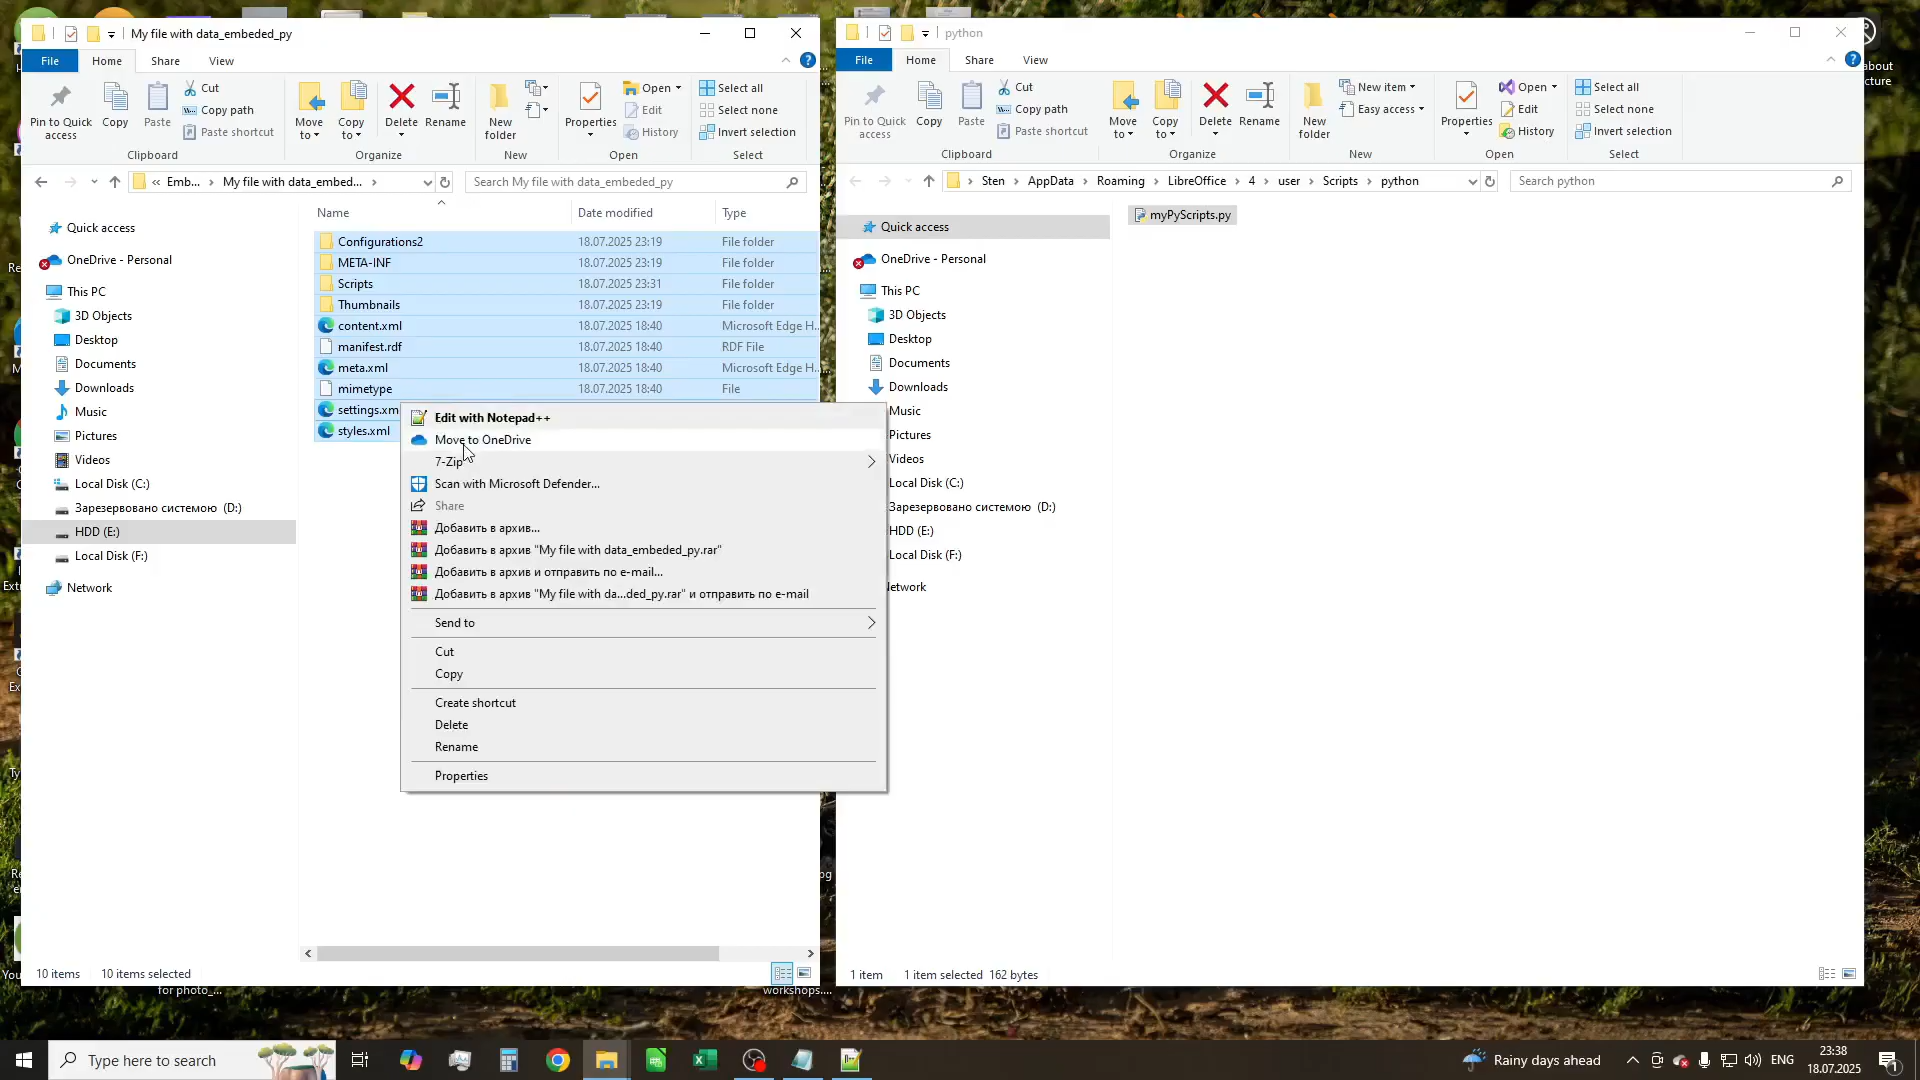 My file with data_embeded_py
File
Home
Share
View
Pin to Quick access
Copy
Paste
Cut
Copy path
Paste shortcut
Clipboard
Move to
Copy to
Delete
Rename
Organize
New folder
New
Properties
Open
Edit
History
Open
Select all
Select none
Invert selection
Select
« Emb... > My file with data_embed... >
Search My file with data_embeded_py
Quick access
OneDrive - Personal
This PC
3D Objects
Desktop
Documents
Downloads
Music
Pictures
Videos
Local Disk (C:)
Зарезервовано системою (D:)
HDD (E:)
Local Disk (F:)
Network
Name Date modified Type
Configurations2 18.07.2025 23:19 File folder
META-INF 18.07.2025 23:19 File folder
Scripts 18.07.2025 23:31 File folder
Thumbnails 18.07.2025 23:19 File folder
content.xml 18.07.2025 18:40 Microsoft Edge H...
manifest.rdf 18.07.2025 18:40 RDF File
meta.xml 18.07.2025 18:40 Microsoft Edge H...
mimetype 18.07.2025 18:40 File
settings.xm
styles.xml
Edit with Notepad++
Move to OneDrive
7-Zip
Scan with Microsoft Defender...
Share
Добавить в архив...
Добавить в архив "My file with data_embeded_py.rar"
Добавить в архив и отправить по e-mail...
Добавить в архив "My file with da...ded_py.rar" и отправить по e-mail
Send to
Cut
Copy
Create shortcut
Delete
Rename
Properties
10 items 10 items selected
for photo_...
workshops....
python
File
Home
Share
View
Pin to Quick access
Copy
Paste
Cut
Copy path
Paste shortcut
Clipboard
Move to
Copy to
Delete
Rename
Organize
New folder
New item
Easy access
New
Properties
Open
Edit
History
Open
Select all
Select none
Invert selection
Select
> Sten > AppData > Roaming > LibreOffice > 4 > user > Scripts > python
Search python
Quick access
OneDrive - Personal
This PC
3D Objects
Desktop
Documents
Downloads
Music
Pictures
Videos
Local Disk (C:)
Зарезервовано системою (D:)
HDD (E:)
Local Disk (F:)
etwork
myPyScripts.py
1 item 1 item selected 162 bytes
about
cture
Type here to search
Rainy days ahead
ENG
23:38
18.07.2025
1